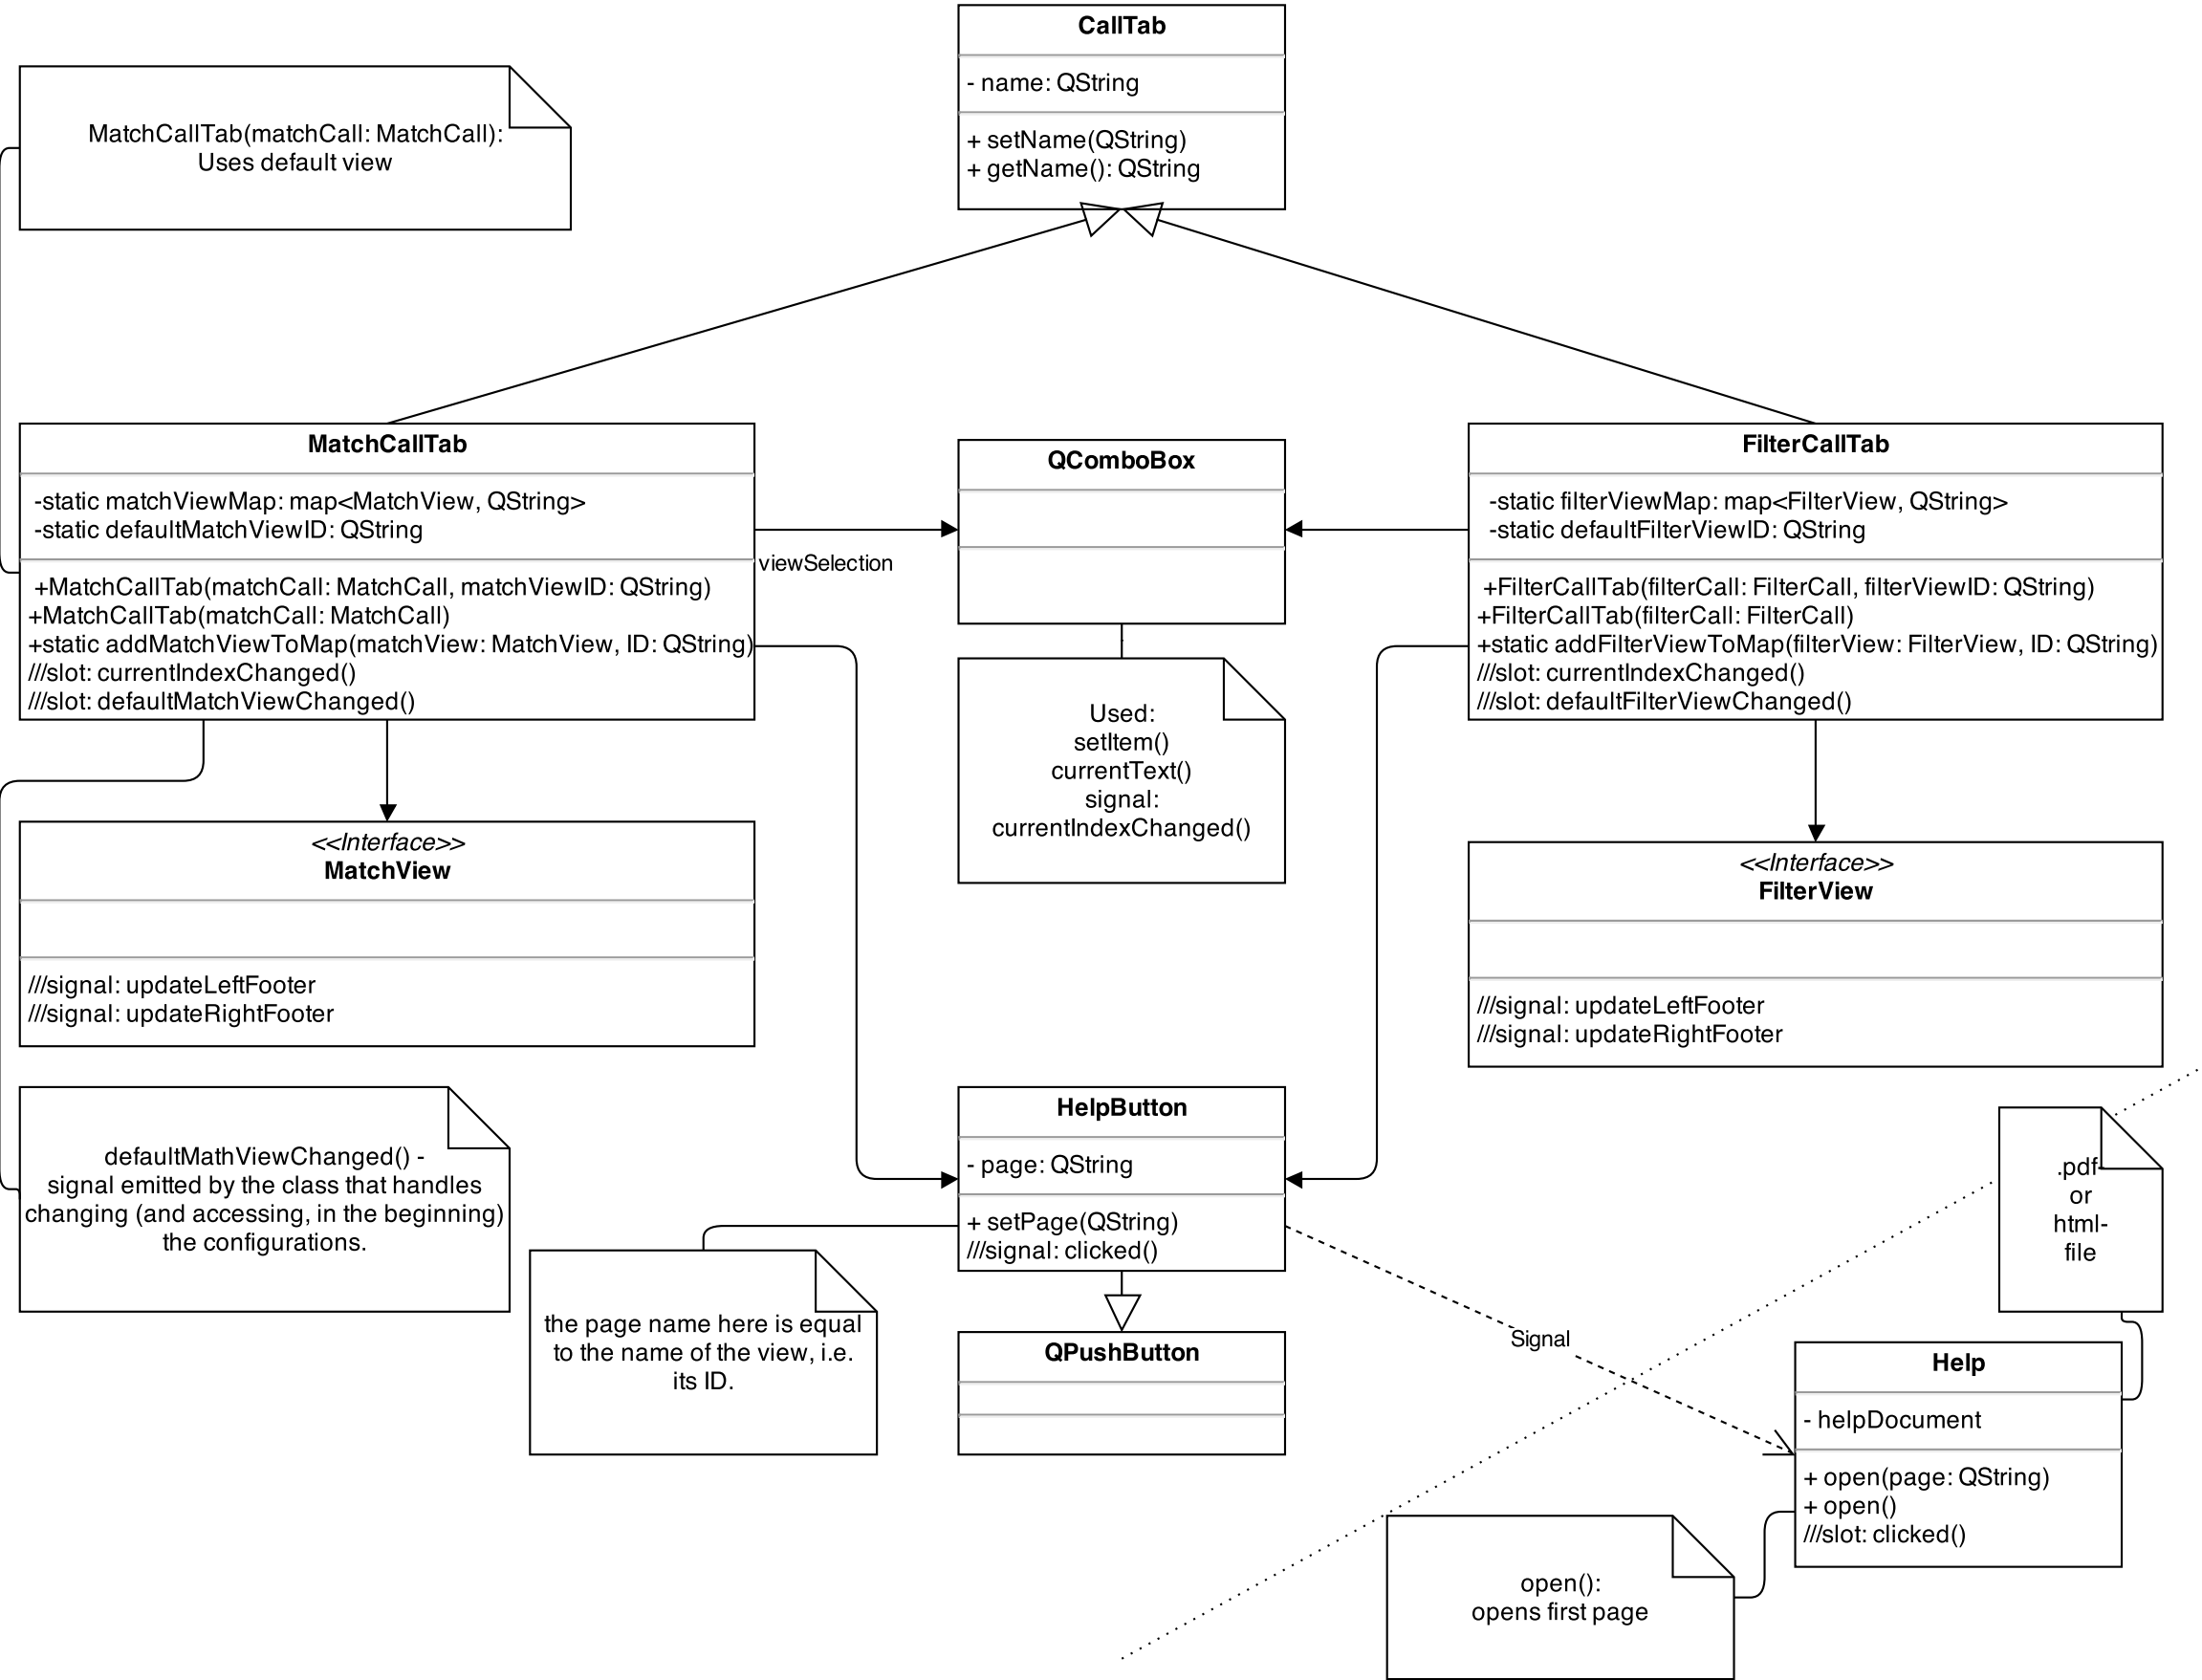 CallTab
- name: QString
+ setName(QString)
+ getName(): QString
MatchCallTab(matchCall: MatchCall):
Uses default view
MatchCallTab
-static matchViewMap: map<MatchView, QString>
-static defaultMatchViewID: QString
+MatchCallTab(matchCall: MatchCall, matchViewID: QString)
+MatchCallTab(matchCall: MatchCall)
+static addMatchViewToMap(matchView: MatchView, ID: QString)
///slot: currentIndexChanged()
///slot: defaultMatchViewChanged()
viewSelection
QComboBox
Used:
setItem()
currentText()
signal:
currentIndexChanged()
FilterCallTab
-static filterViewMap: map<FilterView, QString>
-static defaultFilterViewID: QString
+FilterCallTab(filterCall: FilterCall, filterViewID: QString)
+FilterCallTab(filterCall: FilterCall)
+static addFilterViewToMap(filterView: FilterView, ID: QString)
///slot: currentIndexChanged()
///slot: defaultFilterViewChanged()
<<Interface>>
MatchView
///signal: updateLeftFooter
///signal: updateRightFooter
<<Interface>>
FilterView
///signal: updateLeftFooter
///signal: updateRightFooter
defaultMathViewChanged() -
signal emitted by the class that handles
changing (and accessing, in the beginning)
the configurations.
HelpButton
- page: QString
+ setPage(QString)
///signal: clicked()
the page name here is equal
to the name of the view, i.e.
its ID.
QPushButton
Signal
.pdf-
or
html-
file
Help
- helpDocument
+ open(page: QString)
+ open()
///slot: clicked()
open():
opens first page